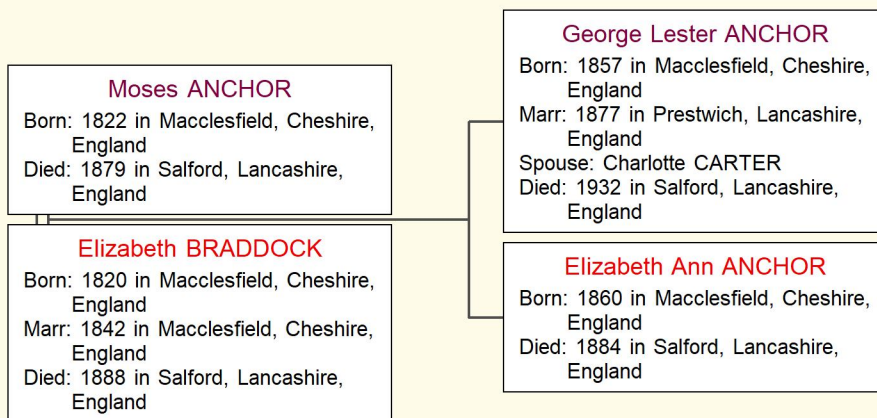 Moses ANCHOR
Born: 1822 in Macclesfield, Cheshire,
England
Died: 1879 in Salford, Lancashire,
England
Elizabeth BRADDOCK
Born: 1820 in Macclesfield, Cheshire,
England
Marr: 1842 in Macclesfield, Cheshire,
England
Died: 1888 in Salford, Lancashire,
England
George Lester ANCHOR
Born: 1857 in Macclesfield, Cheshire,
England
Marr: 1877 in Prestwich, Lancashire,
England
Spouse: Charlotte CARTER
Died: 1932 in Salford, Lancashire,
England
Elizabeth Ann ANCHOR
Born: 1860 in Macclesfield, Cheshire,
England
Died: 1884 in Salford, Lancashire,
England